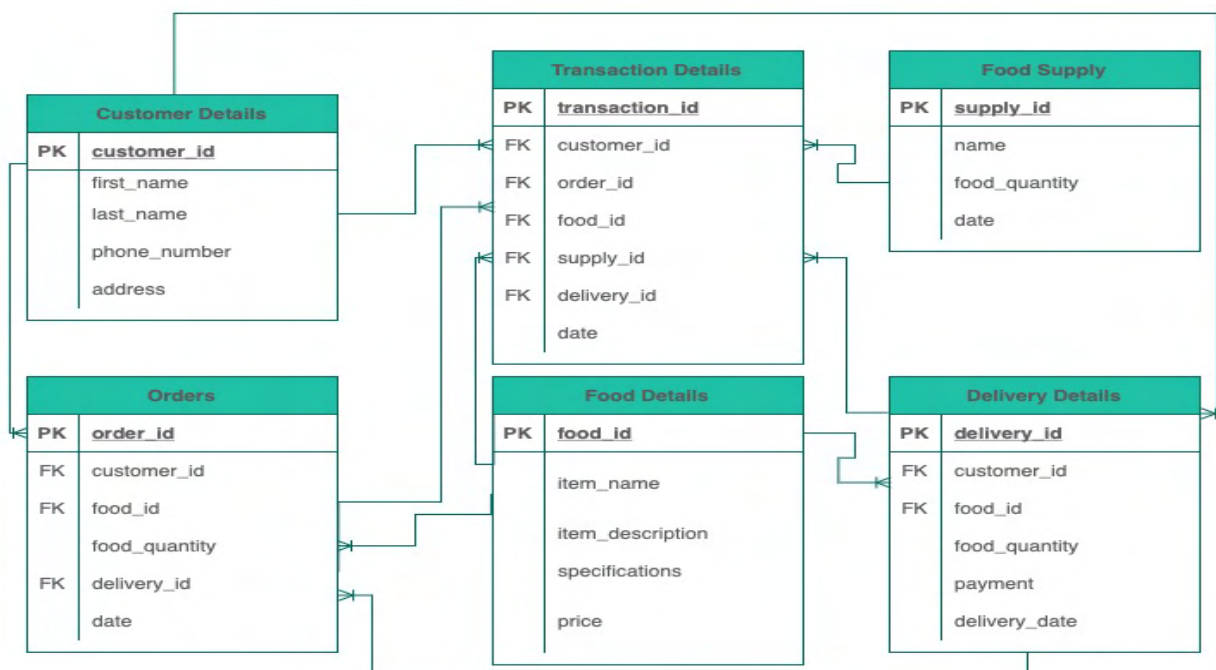 Customer Details
PK customer_id
first_name
last_name
phone_number
address
Transaction Details
PK transaction_id
FK customer_id
FK order_id
FK food_id
FK supply_id
FK delivery_id
date
Food Supply
PK supply_id
name
food_quantity
date
Orders
PK order_id
FK customer_id
FK food_id
food_quantity
FK delivery_id
date
Food Details
PK food_id
item_name
item_description
specifications
price
Delivery Details
PK delivery_id
FK customer_id
FK food_id
food_quantity
payment
delivery_date